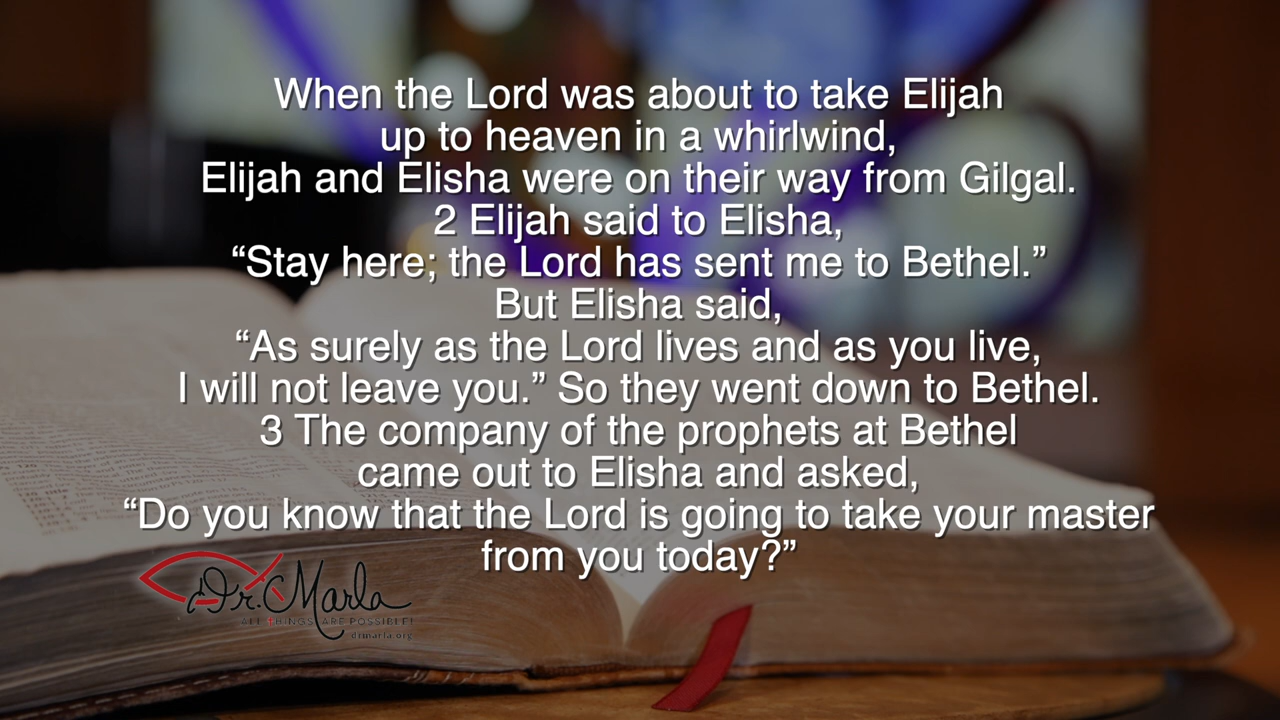 When the Lord was about to take Elijah
up to heaven in a whirlwind,
Elijah and Elisha were on their way from Gilgal.
2 Elijah said to Elisha,
“Stay here; the Lord has sent me to Bethel.”
But Elisha said,
“As surely as the Lord lives and as you live,
I will not leave you.” So they went down to Bethel.
3 The company of the prophets at Bethel
came out to Elisha and asked,
“Do you know that the Lord is going to take your master
from you today?”
Dr. Marla
ALL THINGS ARE POSSIBLE!
drmarla.org